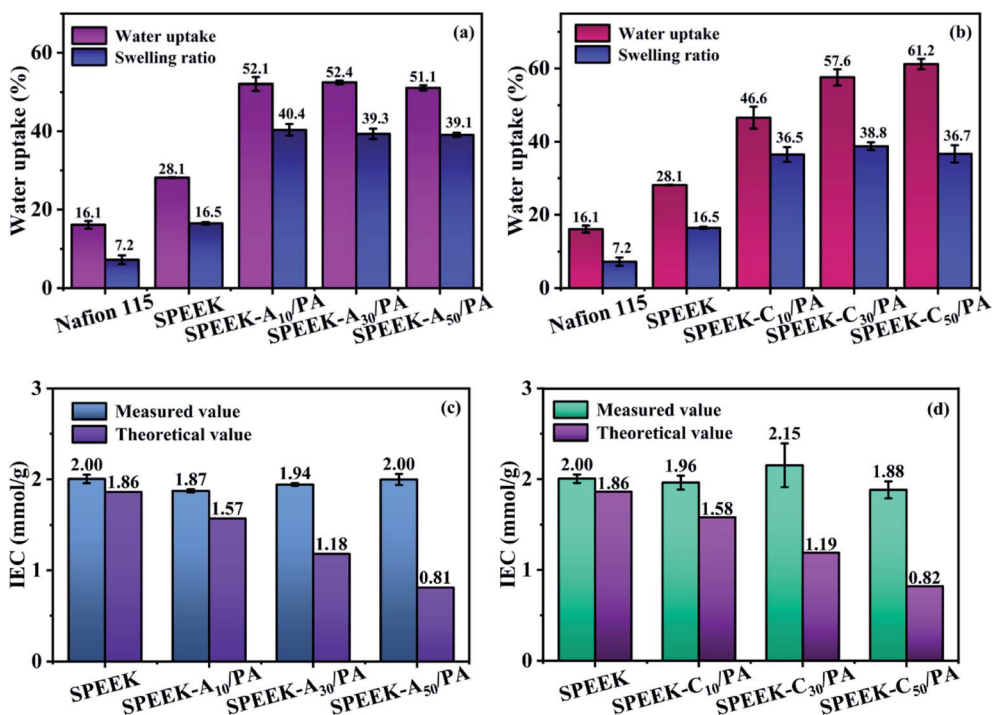 (a)
Water uptake
Swelling ratio
Water uptake (%)
60
40
20
0
16.1
7.2
28.1
16.5
52.1
40.4
52.4
39.3
51.1
39.1
Nafion 115
SPEEK
SPEEK-A₁₀/PA
SPEEK-A₃₀/PA
SPEEK-A₅₀/PA
(b)
Water uptake
Swelling ratio
Water uptake (%)
60
40
20
0
16.1
7.2
28.1
16.5
46.6
36.5
57.6
38.8
61.2
36.7
Nafion 115
SPEEK
SPEEK-C₁₀/PA
SPEEK-C₃₀/PA
SPEEK-C₅₀/PA
(c)
Measured value
Theoretical value
IEC (mmol/g)
3
2
1
0
2.00
1.86
1.87
1.57
1.94
1.18
2.00
0.81
SPEEK
SPEEK-A₁₀/PA
SPEEK-A₃₀/PA
SPEEK-A₅₀/PA
(d)
Measured value
Theoretical value
IEC (mmol/g)
3
2
1
0
2.00
1.86
1.96
1.58
2.15
1.19
1.88
0.82
SPEEK
SPEEK-C₁₀/PA
SPEEK-C₃₀/PA
SPEEK-C₅₀/PA